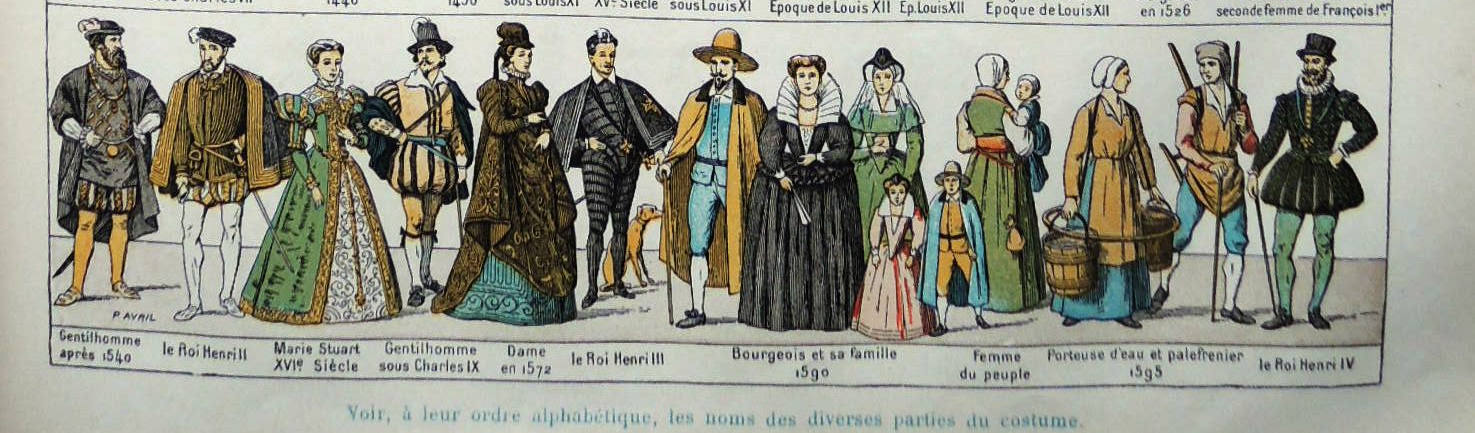 sous Louis XI XVe Siècle sous Louis XI Epoque de Louis XII Ep. Louis XII Epoque de Louis XII en 1526 seconde femme de François Ier
P. AVRIL
Gentilhomme
après 1540
le Roi Henri II
Marie Stuart
XVIe Siècle
Gentilhomme
sous Charles IX
Dame
en 1572
le Roi Henri III
Bourgeois et sa famille
1590
Femme
du peuple
Porteuse d'eau et palefrenier
1595
le Roi Henri IV
Voir, à leur ordre alphabétique, les noms des diverses parties du costume.